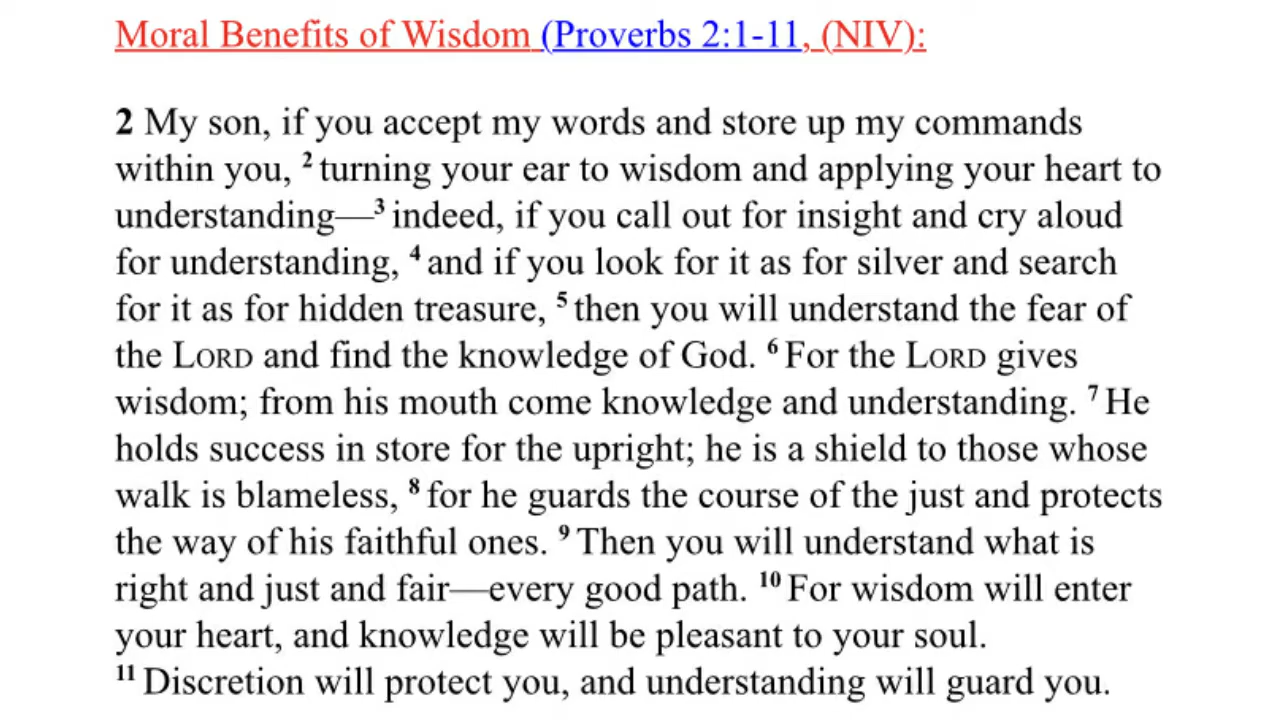 Moral Benefits of Wisdom (Proverbs 2:1-11, (NIV):
2 My son, if you accept my words and store up my commands
within you, 2 turning your ear to wisdom and applying your heart to
understanding—3 indeed, if you call out for insight and cry aloud
for understanding, 4 and if you look for it as for silver and search
for it as for hidden treasure, 5 then you will understand the fear of
the LORD and find the knowledge of God. 6 For the LORD gives
wisdom; from his mouth come knowledge and understanding. 7 He
holds success in store for the upright; he is a shield to those whose
walk is blameless, 8 for he guards the course of the just and protects
the way of his faithful ones. 9 Then you will understand what is
right and just and fair—every good path. 10 For wisdom will enter
your heart, and knowledge will be pleasant to your soul.
11 Discretion will protect you, and understanding will guard you.